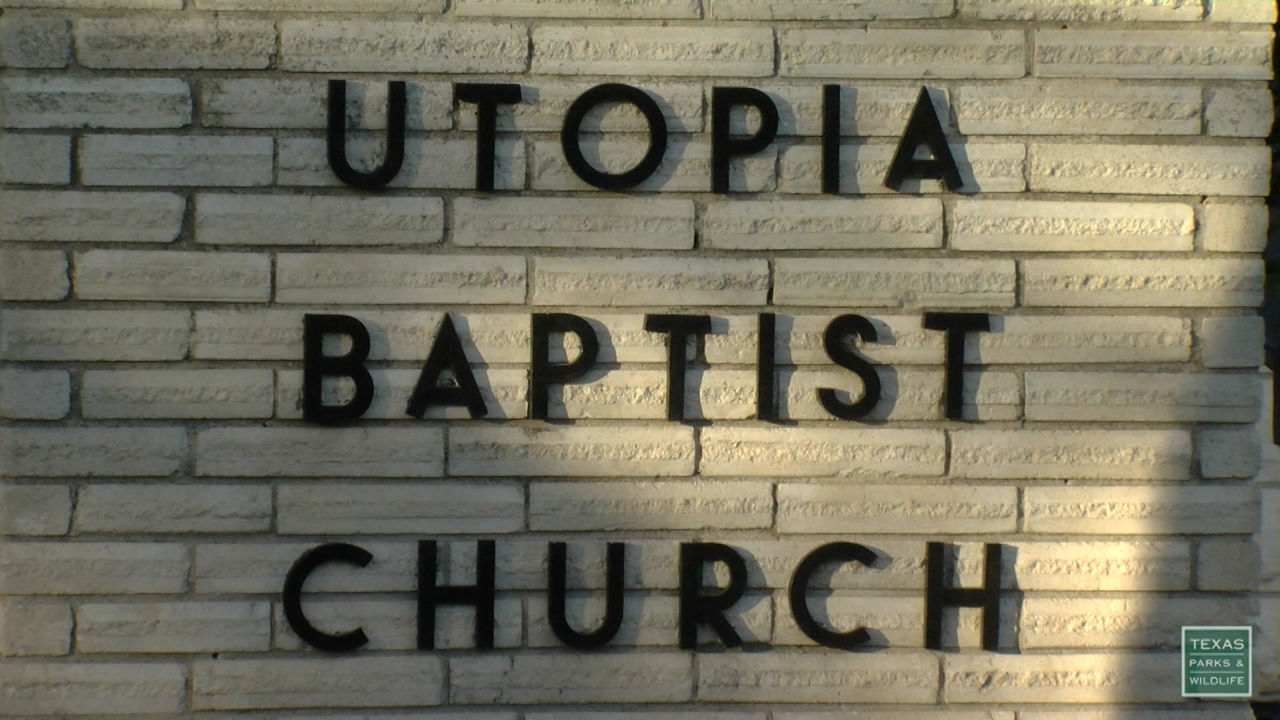 UTOPIA
BAPTIST
CHURCH
TEXAS
PARKS &
WILDLIFE